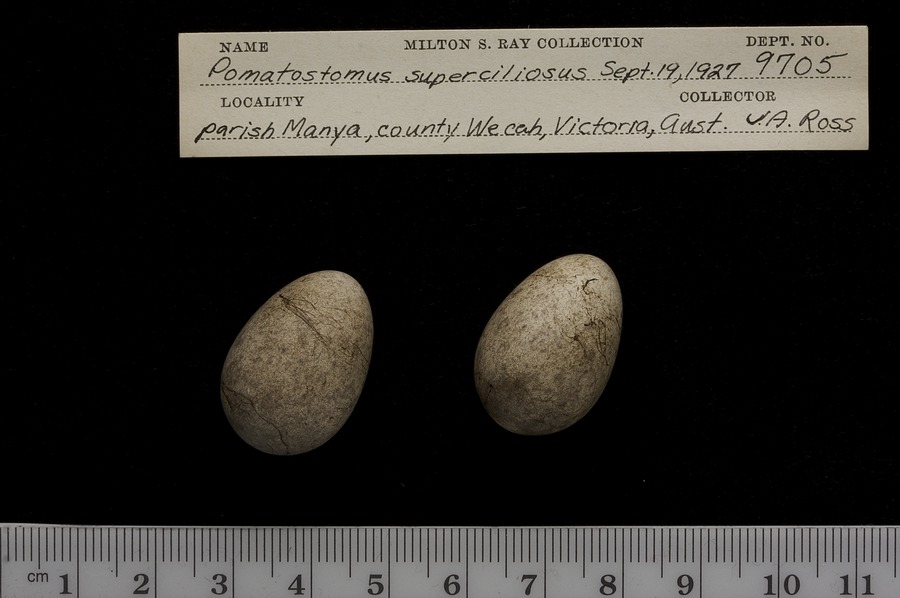 NAME MILTON S. RAY COLLECTION DEPT. NO.
Pomatostomus superciliosus Sept.19,1927 9705
LOCALITY COLLECTOR
parish Manya, county Wecah, Victoria, Aust. J.A. Ross
cm 1 2 3 4 5 6 7 8 9 10 11